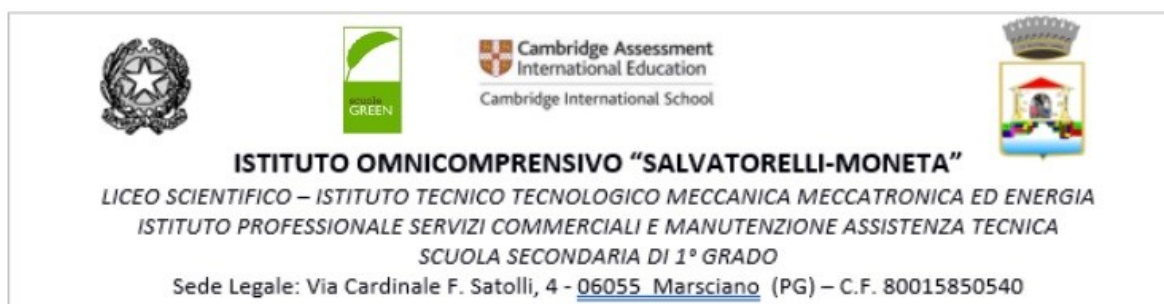 scuole
GREEN
Cambridge Assessment
International Education
Cambridge International School
ISTITUTO OMNICOMPRENSIVO “SALVATORELLI-MONETA”
LICEO SCIENTIFICO – ISTITUTO TECNICO TECNOLOGICO MECCANICA MECCATRONICA ED ENERGIA
ISTITUTO PROFESSIONALE SERVIZI COMMERCIALI E MANUTENZIONE ASSISTENZA TECNICA
SCUOLA SECONDARIA DI 1° GRADO
Sede Legale: Via Cardinale F. Satolli, 4 - 06055 Marsciano (PG) – C.F. 80015850540